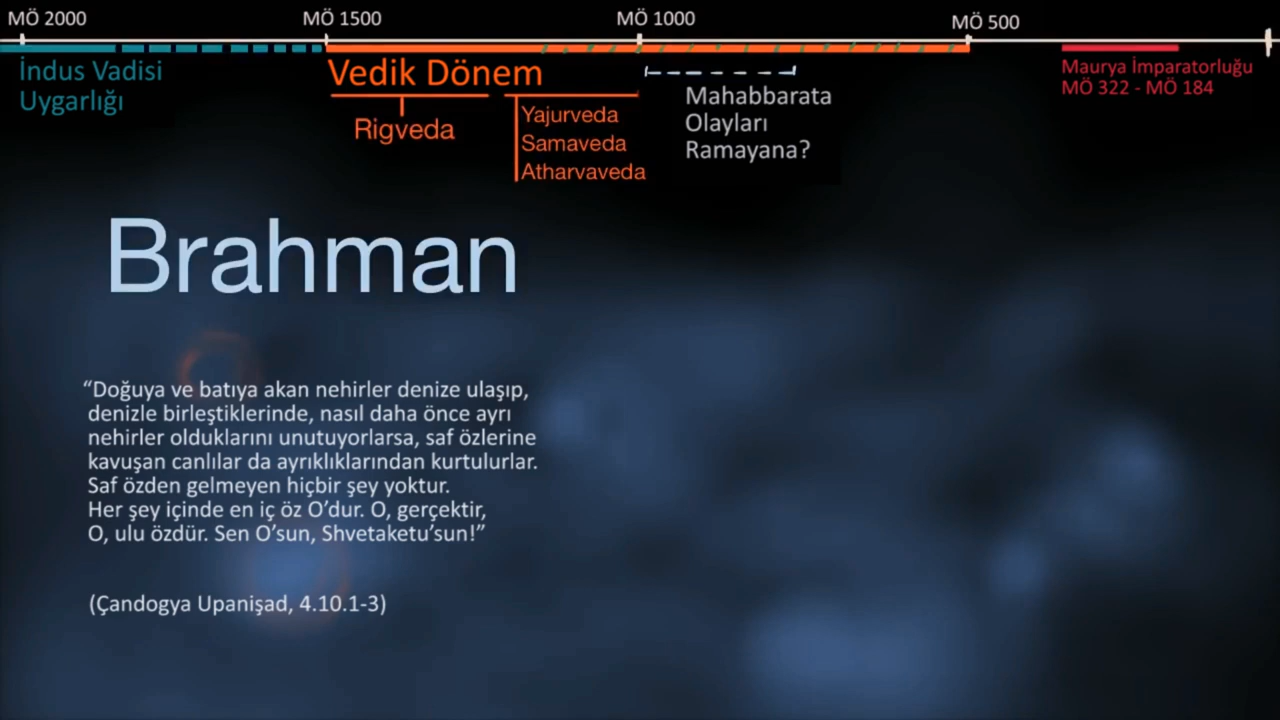 MÖ 2000
MÖ 1500
MÖ 1000
MÖ 500
İndus Vadisi
Uygarlığı
Vedik Dönem
Rigveda
Yajurveda
Samaveda
Atharvaveda
Mahabbarata
Olayları
Ramayana?
Maurya İmparatorluğu
MÖ 322 - MÖ 184
Brahman
“Doğuya ve batıya akan nehirler denize ulaşıp,
denizle birleştiklerinde, nasıl daha önce ayrı
nehirler olduklarını unutuyorlarsa, saf özlerine
kavuşan canlılar da ayrıklıklarından kurtulurlar.
Saf özden gelmeyen hiçbir şey yoktur.
Her şey içinde en iç öz O’dur. O, gerçektir,
O, ulu özdür. Sen O’sun, Shvetaketu’sun!”
(Çandogya Upanişad, 4.10.1-3)